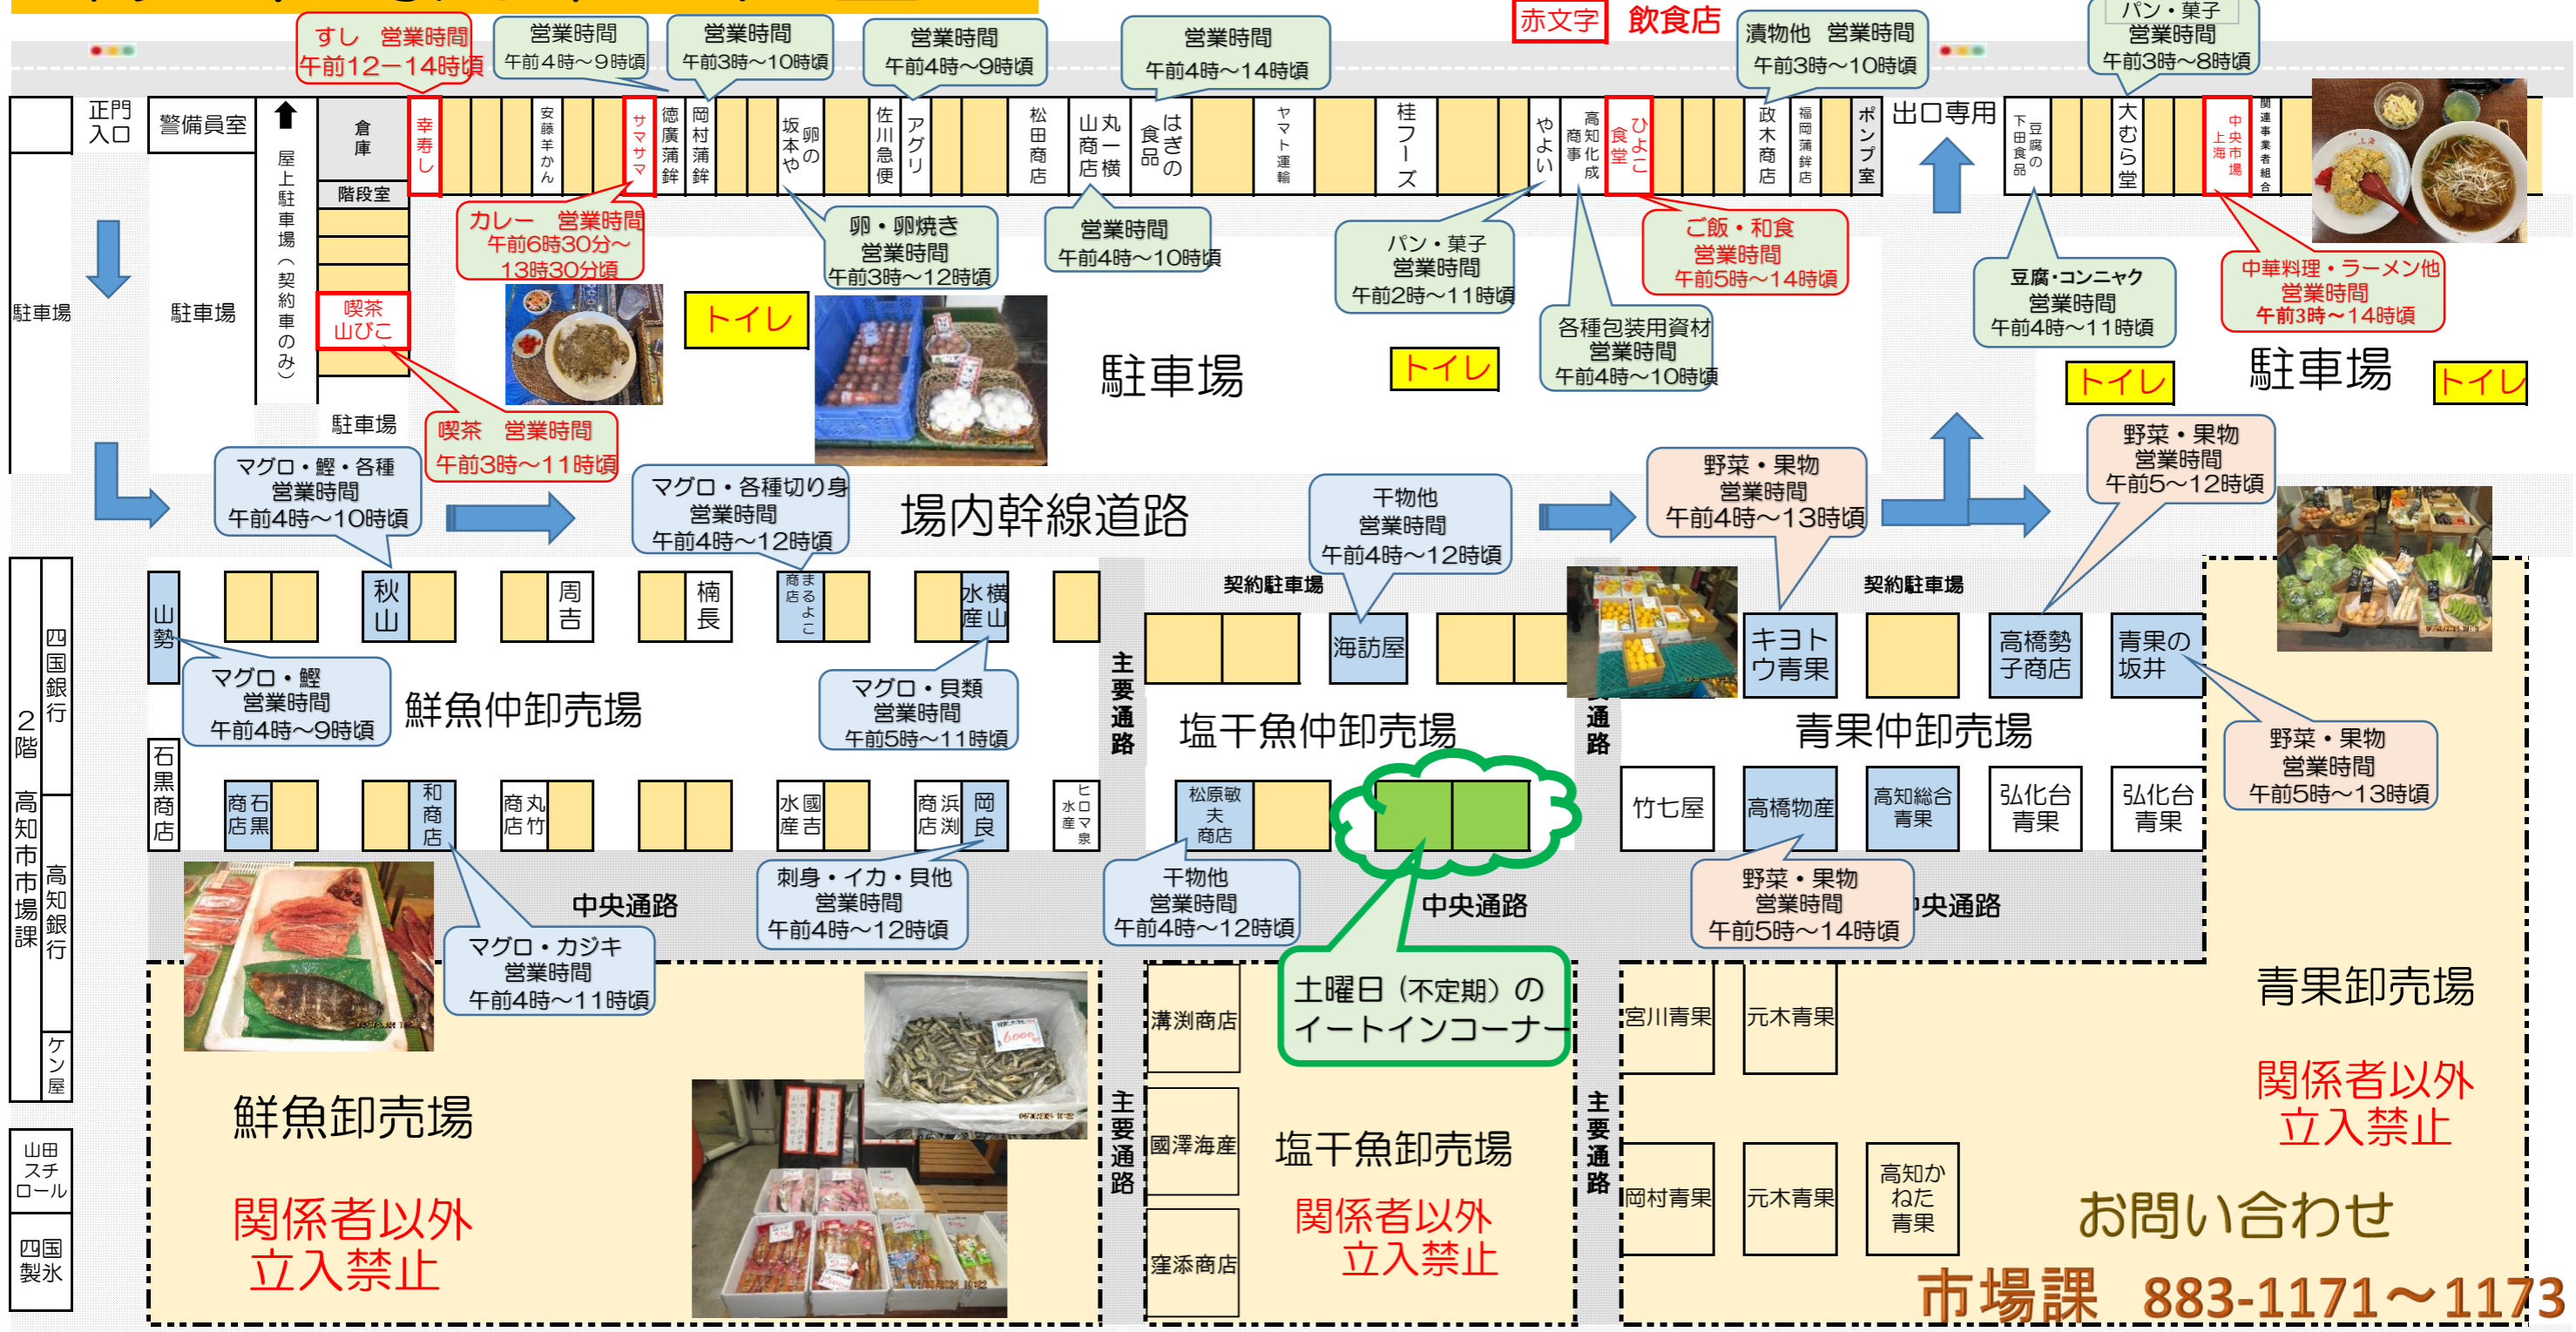 赤文字 飲食店
すし 営業時間
午前12－14時頃
営業時間
午前4時～9時頃
営業時間
午前3時～10時頃
営業時間
午前4時～9時頃
営業時間
午前4時～14時頃
漬物他 営業時間
午前3時～10時頃
パン・菓子
営業時間
午前3時～8時頃
正門
入口
警備員室
屋上駐車場（契約車のみ）
倉庫
階段室
幸寿し
安藤羊かん
サマサマ
徳廣蒲鉾
岡村蒲鉾
卵の
坂本や
佐川急便
アグリ
松田商店
丸一横
山商店
はぎの
食品
ヤマト運輸
桂フーズ
やよい
高知化成
商事
ひよこ
食堂
政木商店
福岡蒲鉾店
ポンプ室
出口専用
豆腐の
下田食品
大むら堂
中央市場
上海
関連事業者組合
カレー 営業時間
午前6時30分～
13時30分頃
卵・卵焼き
営業時間
午前3時～12時頃
営業時間
午前4時～10時頃
パン・菓子
営業時間
午前2時～11時頃
各種包装用資材
営業時間
午前4時～10時頃
ご飯・和食
営業時間
午前5時～14時頃
豆腐・コンニャク
営業時間
午前4時～11時頃
中華料理・ラーメン他
営業時間
午前3時～14時頃
駐車場
駐車場
喫茶
山びこ
駐車場
トイレ
駐車場
トイレ
トイレ
駐車場
トイレ
喫茶 営業時間
午前3時～11時頃
マグロ・鰹・各種
営業時間
午前4時～10時頃
マグロ・各種切り身
営業時間
午前4時～12時頃
場内幹線道路
干物他
営業時間
午前4時～12時頃
野菜・果物
営業時間
午前4時～13時頃
野菜・果物
営業時間
午前5～12時頃
契約駐車場
契約駐車場
山勢
秋山
周吉
楠長
まるよこ
商店
横山
水産
海訪屋
キヨト
ウ青果
高橋勢
子商店
青果の
坂井
マグロ・鰹
営業時間
午前4時～9時頃
鮮魚仲卸売場
マグロ・貝類
営業時間
午前5時～11時頃
主要通路
塩干魚仲卸売場
通路
青果仲卸売場
野菜・果物
営業時間
午前5時～13時頃
２階 高知市市場課
四国銀行
高知銀行
ケン屋
石黒商店
石黒
商店
和商店
丸竹
商店
國吉
水産
浜渕
商店
岡良
ヒロマ泉
水産
松原敏
夫
商店
竹七屋
高橋物産
高知総合
青果
弘化台
青果
弘化台
青果
中央通路
マグロ・カジキ
営業時間
午前4時～11時頃
刺身・イカ・貝他
営業時間
午前4時～12時頃
干物他
営業時間
午前4時～12時頃
中央通路
野菜・果物
営業時間
午前5時～14時頃
中央通路
土曜日（不定期）の
イートインコーナー
溝渕商店
國澤海産
窪添商店
宮川青果
元木青果
岡村青果
元木青果
高知か
ねた
青果
青果卸売場
関係者以外
立入禁止
鮮魚卸売場
関係者以外
立入禁止
6000
主要通路
塩干魚卸売場
関係者以外
立入禁止
主要通路
山田
スチ
ロール
四国
製氷
お問い合わせ
市場課 883-1171～1173